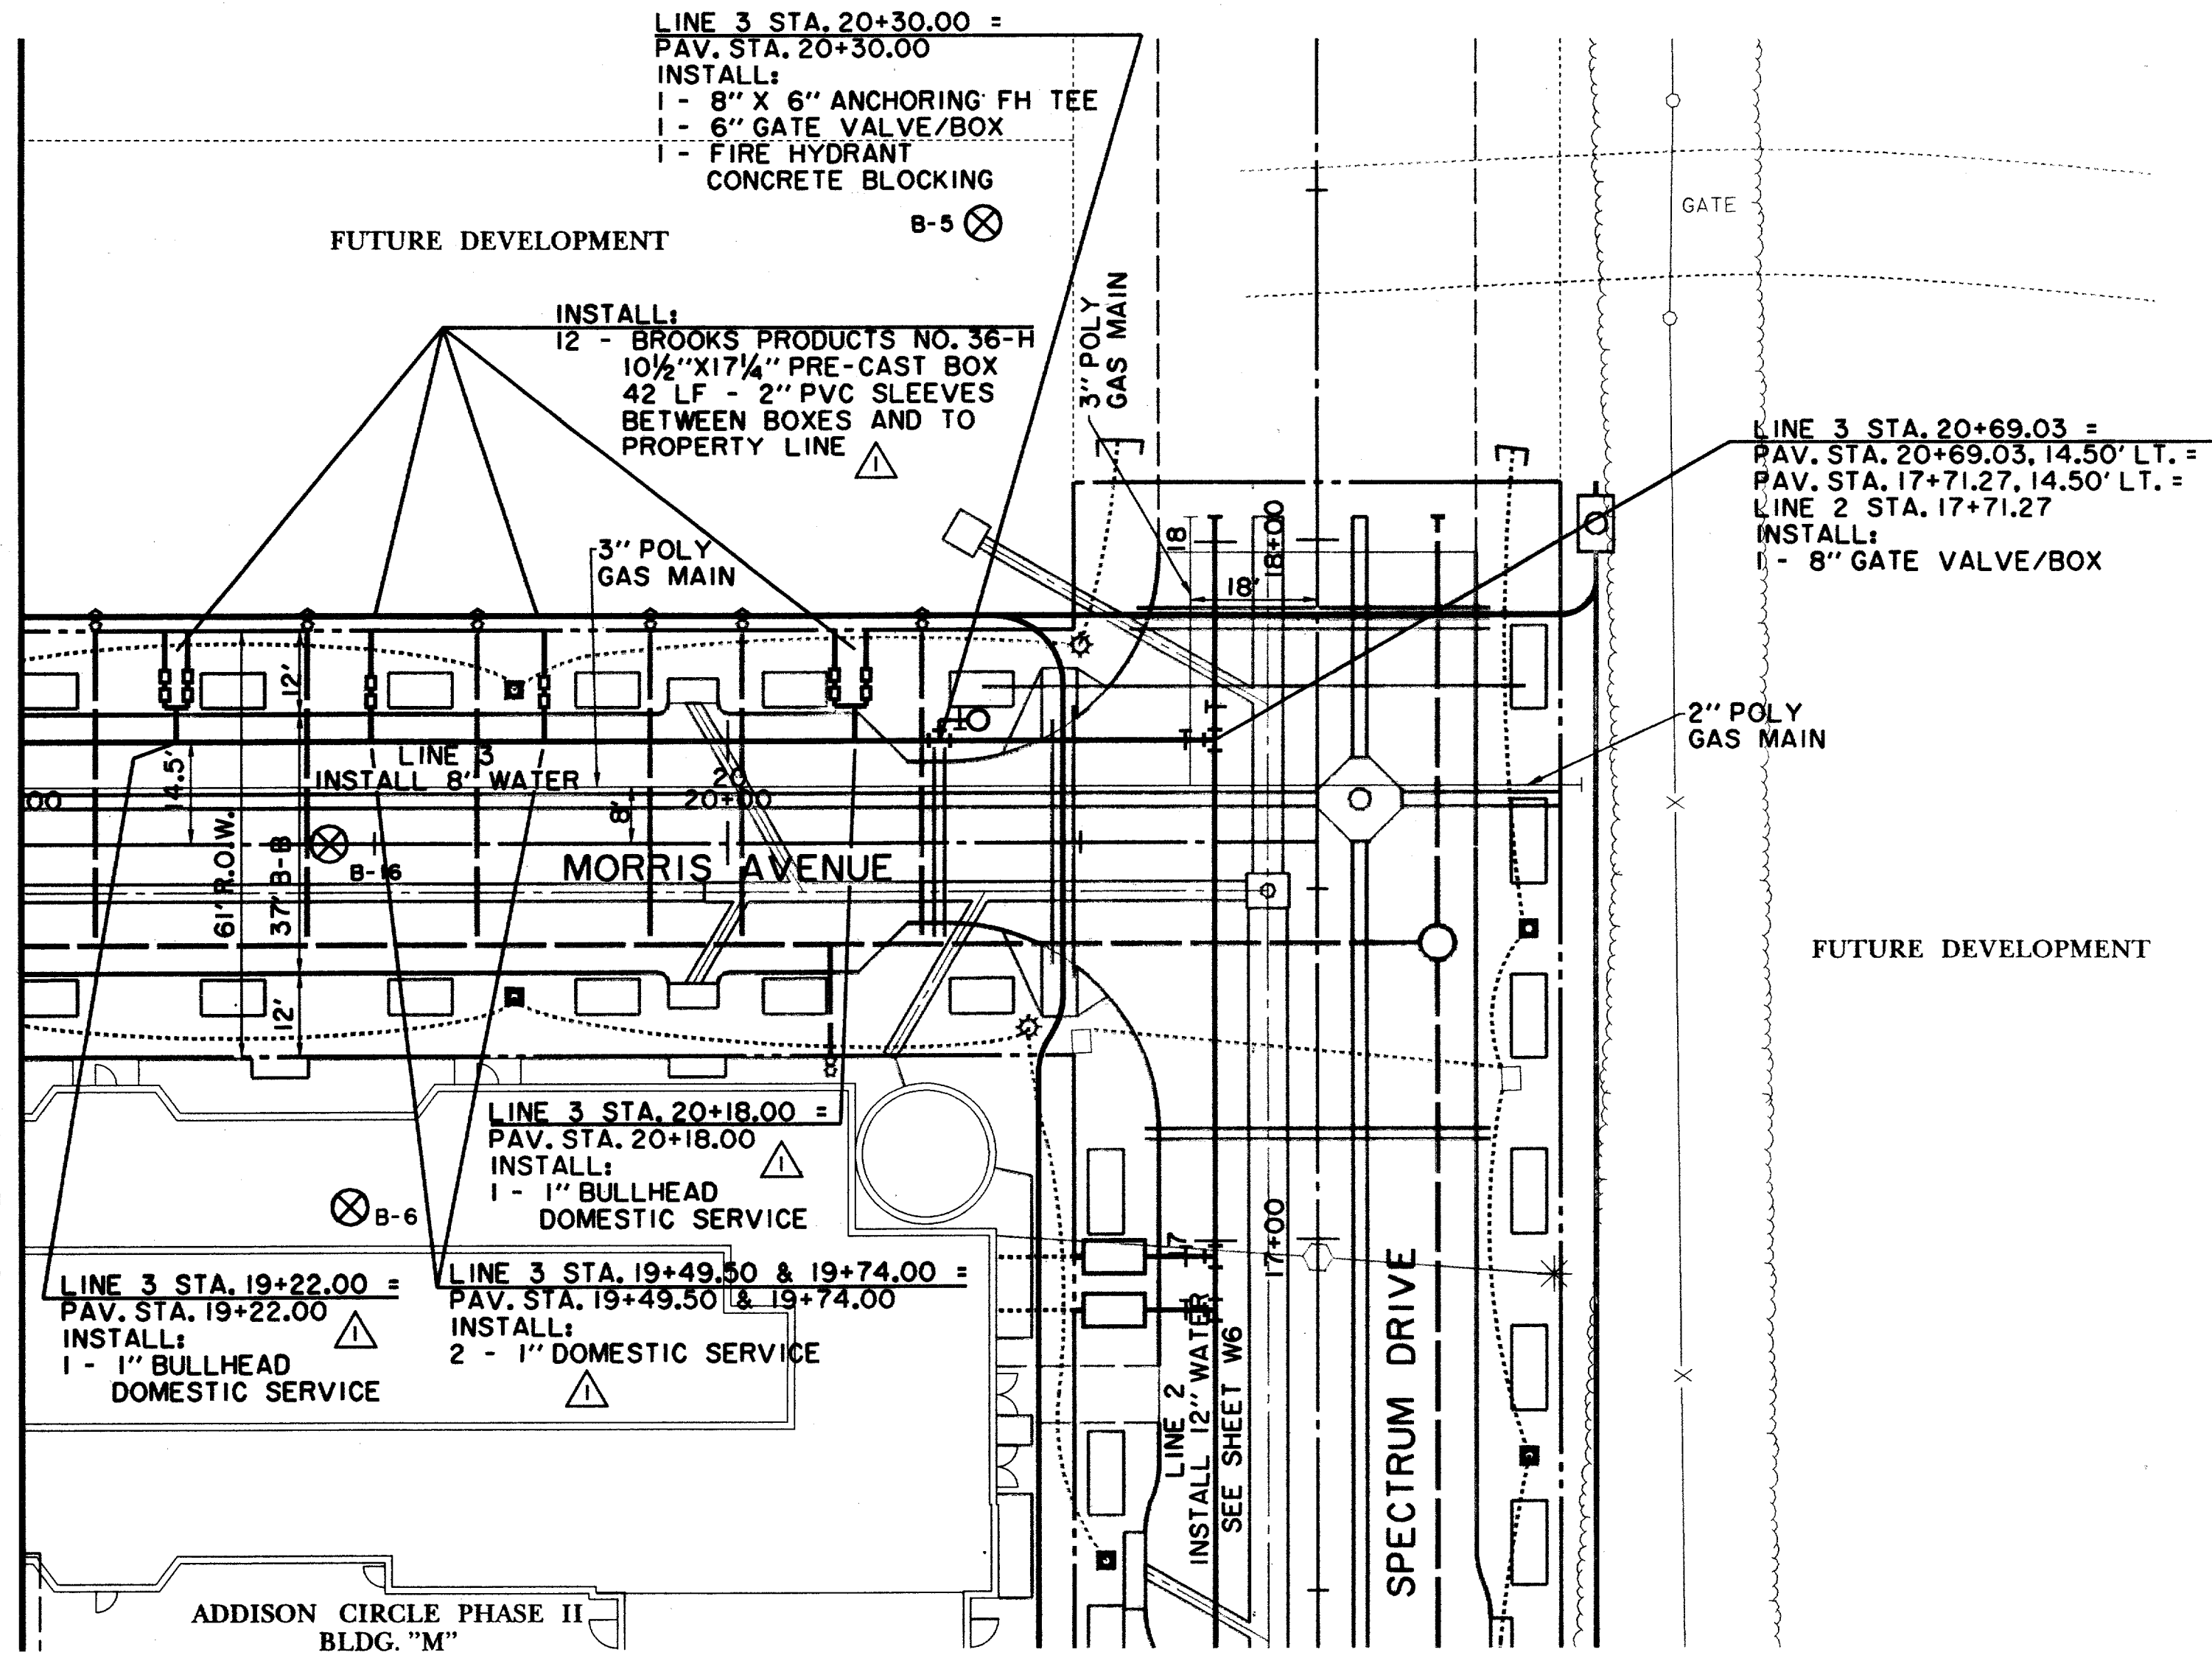 LINE 3 STA. 20+30.00 =
PAV. STA. 20+30.00
INSTALL:
1 - 8" X 6" ANCHORING FH TEE
1 - 6" GATE VALVE/BOX
1 - FIRE HYDRANT
CONCRETE BLOCKING
B-5
GATE
FUTURE DEVELOPMENT
INSTALL:
12 - BROOKS PRODUCTS NO. 36-H
10½"X17¼" PRE-CAST BOX
42 LF - 2" PVC SLEEVES
BETWEEN BOXES AND TO
PROPERTY LINE
1
3" POLY
GAS MAIN
LINE 3 STA. 20+69.03 =
PAV. STA. 20+69.03, 14.50' LT. =
PAV. STA. 17+71.27, 14.50' LT. =
LINE 2 STA. 17+71.27
INSTALL:
1 - 8" GATE VALVE/BOX
3" POLY
GAS MAIN
18
18+00
18'
12'
2" POLY
GAS MAIN
LINE 3
INSTALL 8' WATER
14.5'
20
20+00
00
8'
61' R.O.W.
37' B-B
B-16
MORRIS AVENUE
12'
FUTURE DEVELOPMENT
LINE 3 STA. 20+18.00 =
PAV. STA. 20+18.00
INSTALL:
1 - 1" BULLHEAD
DOMESTIC SERVICE
1
B-6
LINE 3 STA. 19+22.00 =
PAV. STA. 19+22.00
INSTALL:
1 - 1" BULLHEAD
DOMESTIC SERVICE
1
LINE 3 STA. 19+49.50 & 19+74.00 =
PAV. STA. 19+49.50 & 19+74.00
INSTALL:
2 - 1" DOMESTIC SERVICE
1
17
17+00
LINE 2
INSTALL 12" WATER
SEE SHEET W6
SPECTRUM DRIVE
ADDISON CIRCLE PHASE II
BLDG. "M"